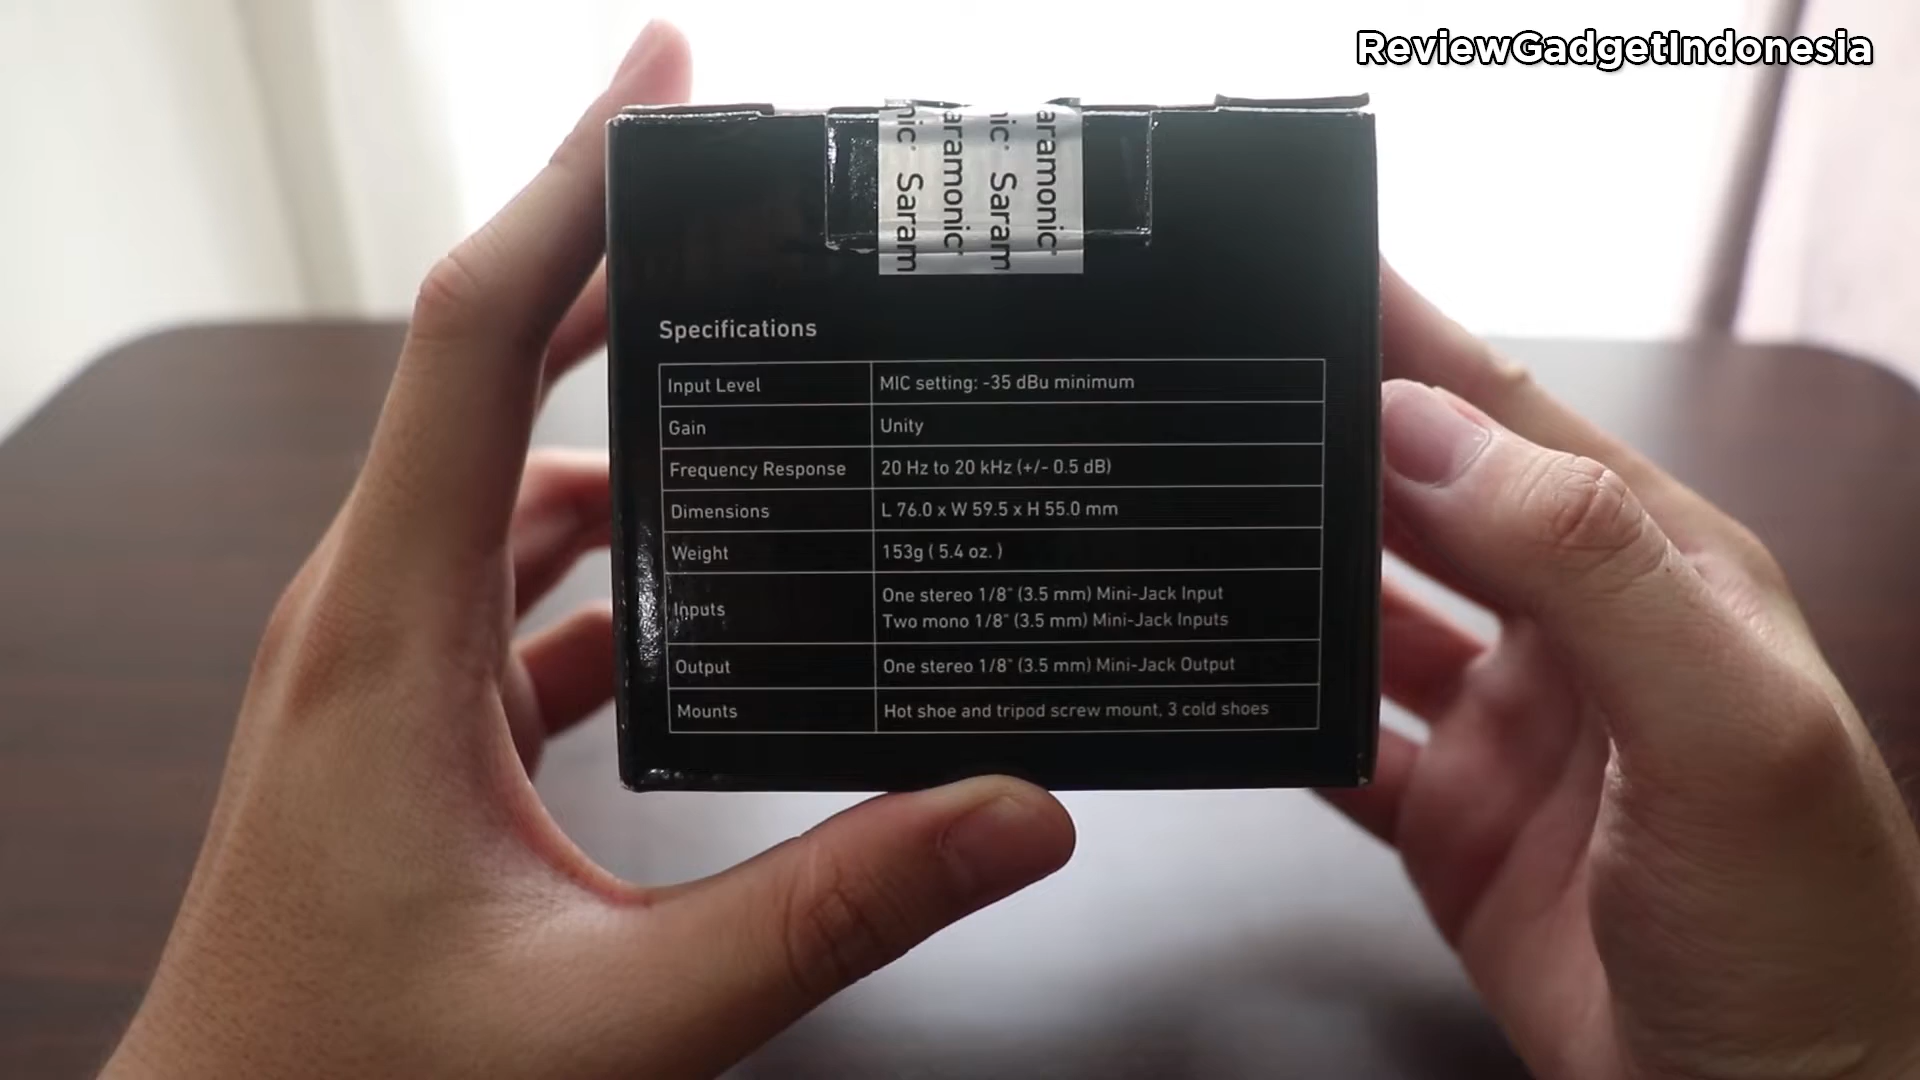 ReviewGadgetIndonesia
aramonic
ic Saram
aramonic
nic Saram
Specifications
Input Level MIC setting: -35 dBu minimum
Gain Unity
Frequency Response 20 Hz to 20 kHz (+/- 0.5 dB)
Dimensions L 76.0 x W 59.5 x H 55.0 mm
Weight 153g ( 5.4 oz. )
Inputs One stereo 1/8" (3.5 mm) Mini-Jack Input
Two mono 1/8" (3.5 mm) Mini-Jack Inputs
Output One stereo 1/8" (3.5 mm) Mini-Jack Output
Mounts Hot shoe and tripod screw mount, 3 cold shoes